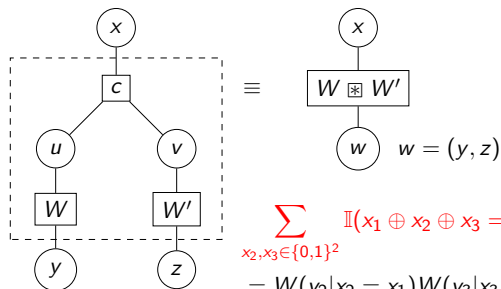 x x
c ≡ W ⊞ W'
u v w w = (y, z)
W W'
∑ 𝕀(x₁ ⊕ x₂ ⊕ x₃ =
x₂,x₃∈{0,1}²
y z